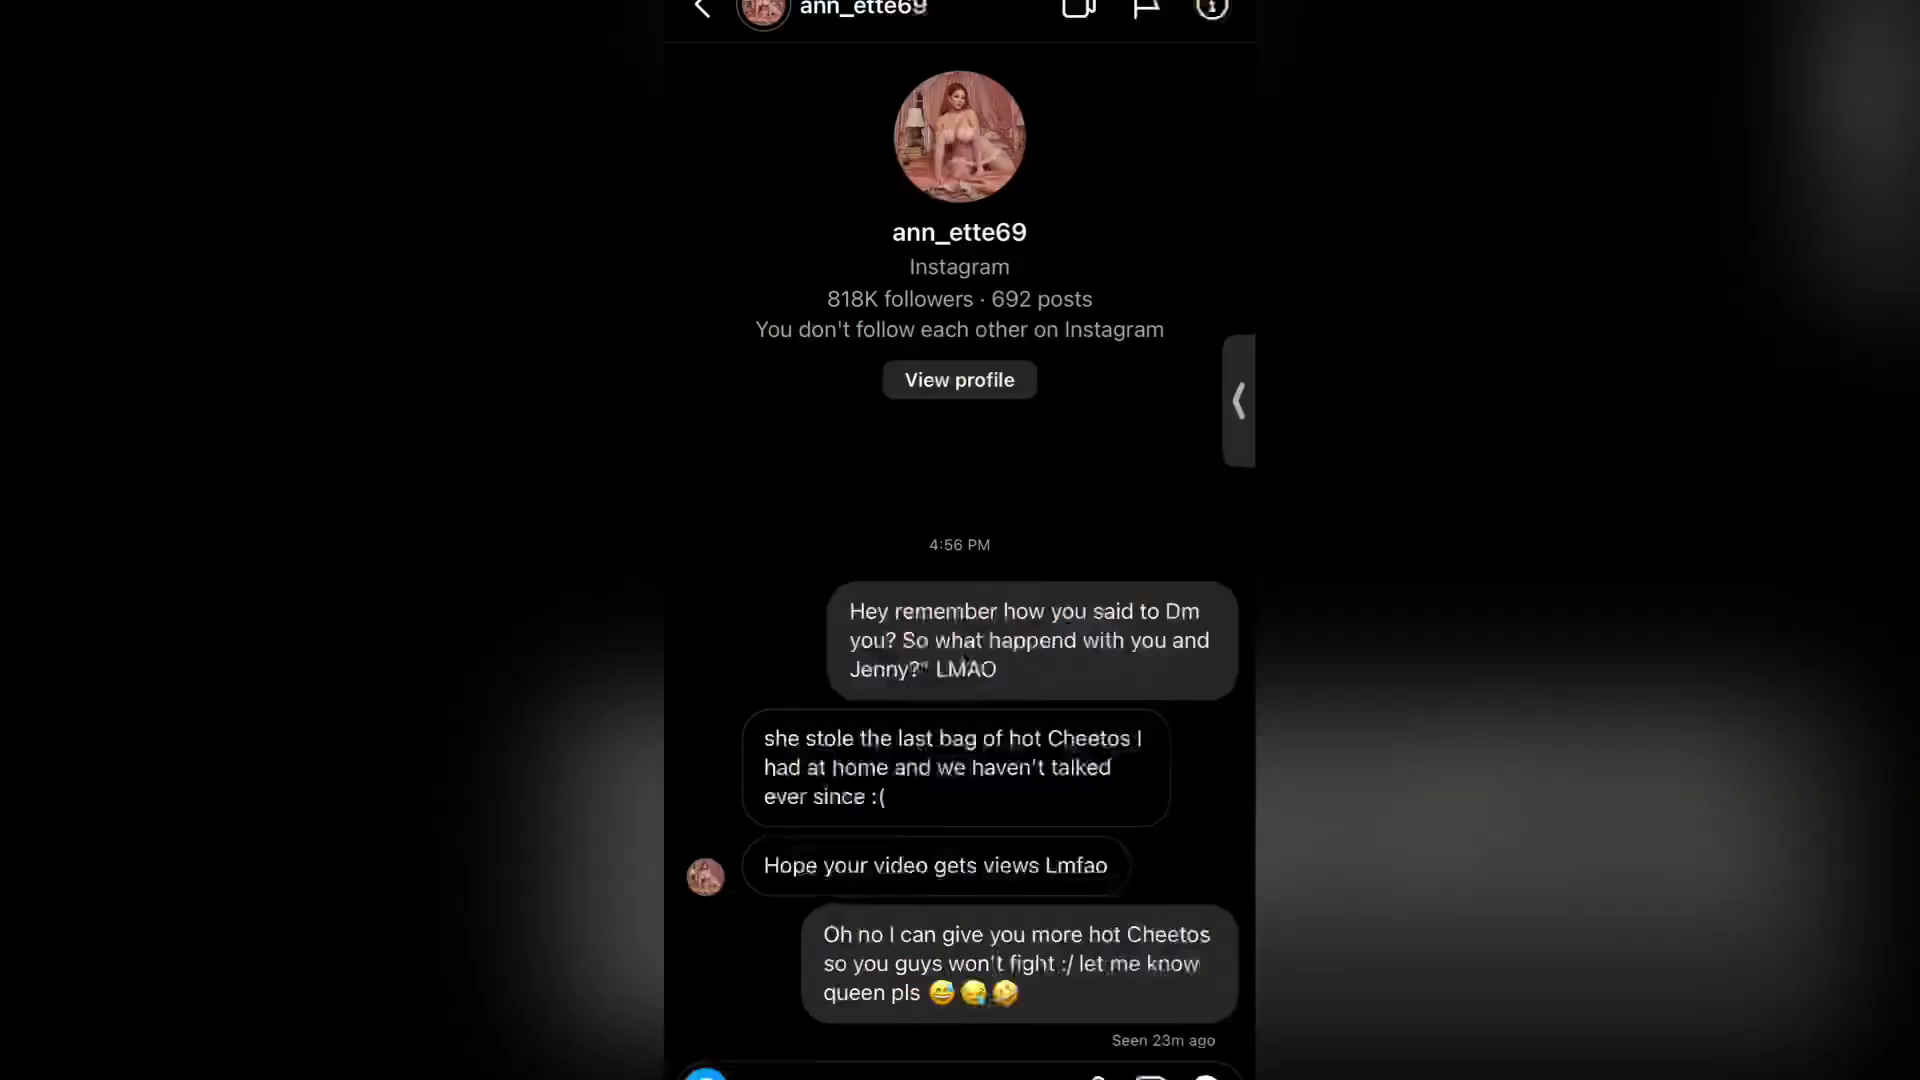 ann_ette69
ann_ette69
Instagram
818K followers · 692 posts
You don't follow each other on Instagram
View profile
4:56 PM
Hey remember how you said to Dm
you? So what happend with you and
Jenny?" LMAO
she stole the last bag of hot Cheetos I
had at home and we haven't talked
ever since :(
Hope your video gets views Lmfao
Oh no I can give you more hot Cheetos
so you guys won't fight :/ let me know
queen pls 😅😪🤣
Seen 23m ago